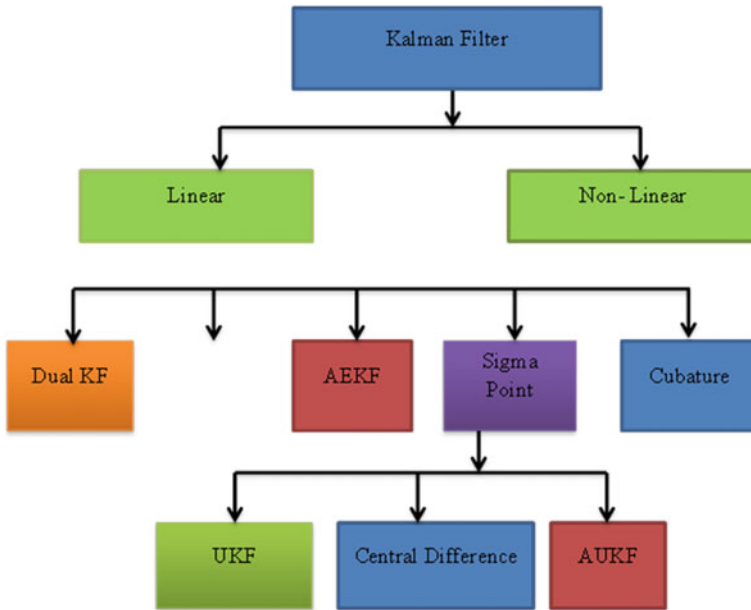 Kalman Filter
Linear
Non- Linear
Dual KF
AEKF
Sigma
Point
Cubature
UKF
Central Difference
AUKF